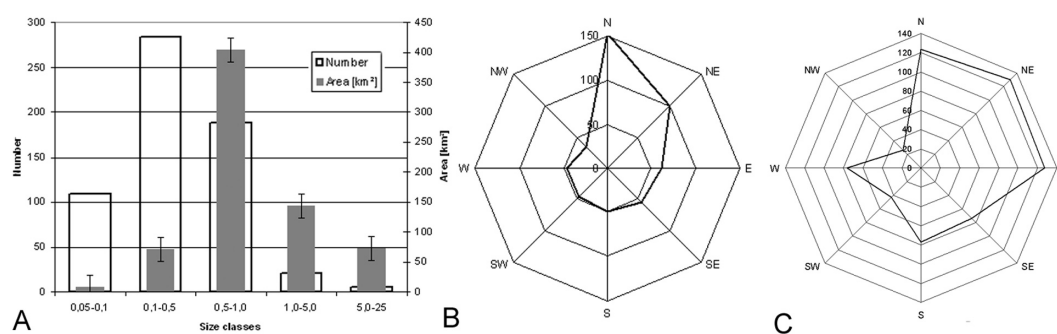 300
250
200
150
100
50
0
Number
450
400
350
300
250
200
150
100
50
0
Area [km²]
Number
Area [km²]
0,05-0,1
0,1-0,5
0,5-1,0
1,0-5,0
5,0-25
Size classes
A
N
NE
E
SE
S
SW
W
NW
150
100
50
0
B
N
NE
E
SE
S
SW
W
NW
140
120
100
80
60
40
20
0
C